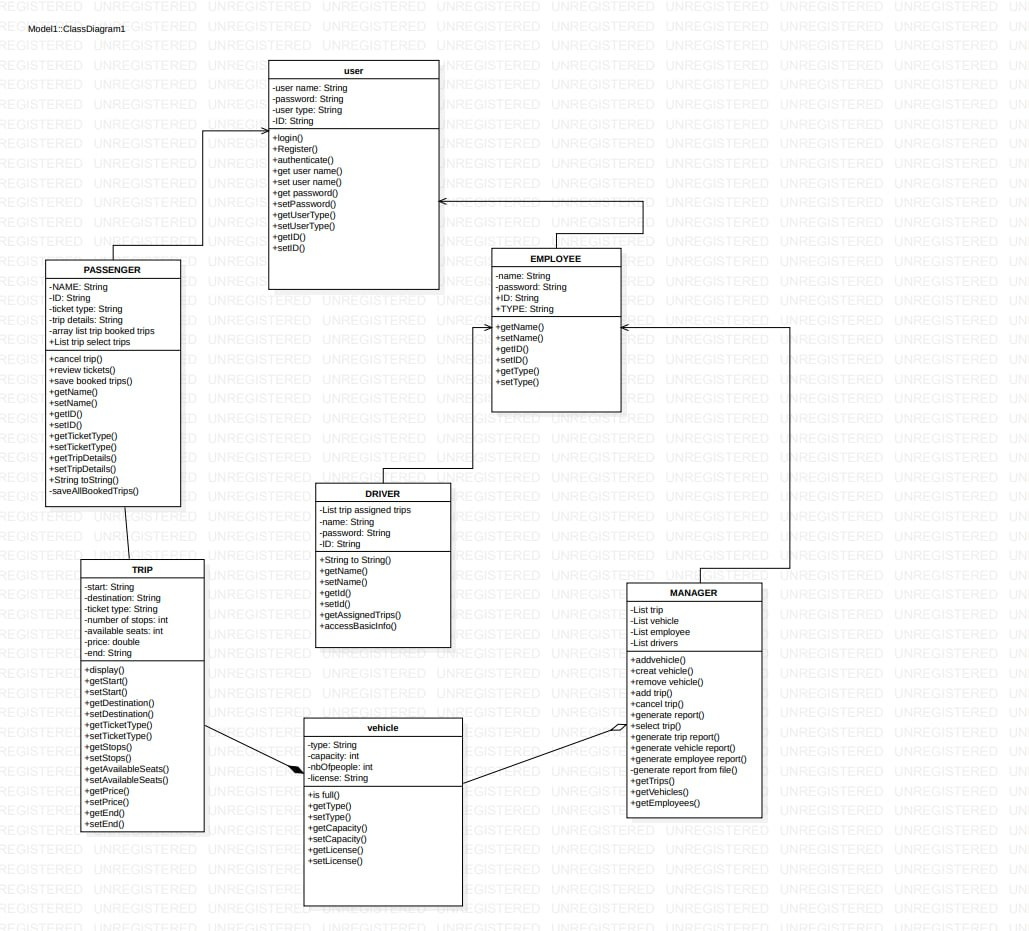 Model1::ClassDiagram1
user
-user name: String
-password: String
-user type: String
-ID: String
+login()
+Register()
+authenticate()
+get user name()
+set user name()
+get password()
+setPassword()
+getUserType()
+setUserType()
+getID()
+setID()
PASSENGER
-NAME: String
-ID: String
-ticket type: String
-trip details: String
-array list trip booked trips
+List trip select trips
+cancel trip()
+review tickets()
+save booked trips()
+getName()
+setName()
+getID()
+setID()
+getTicketType()
+setTicketType()
+getTripDetails()
+setTripDetails()
+String toString()
-saveAllBookedTrips()
EMPLOYEE
-name: String
-password: String
+ID: String
+TYPE: String
+getName()
+setName()
+getID()
+setID()
+getType()
+setType()
DRIVER
-List trip assigned trips
-name: String
-password: String
-ID: String
+String to String()
+getName()
+setName()
+getId()
+setId()
+getAssignedTrips()
+accessBasicInfo()
TRIP
-start: String
-destination: String
-ticket type: String
-number of stops: int
-available seats: int
-price: double
-end: String
+display()
+getStart()
+setStart()
+getDestination()
+setDestination()
+getTicketType()
+setTicketType()
+getStops()
+setStops()
+getAvailableSeats()
+setAvailableSeats()
+getPrice()
+setPrice()
+getEnd()
+setEnd()
MANAGER
-List trip
-List vehicle
-List employee
-List drivers
+addvehicle()
+creat vehicle()
+remove vehicle()
+add trip()
+cancel trip()
+generate report()
+select trip()
+generate trip report()
+generate vehicle report()
+generate employee report()
-generate report from file()
+getTrips()
+getVehicles()
+getEmployees()
vehicle
-type: String
-capacity: int
-nbOfpeople: int
-license: String
+is full()
+getType()
+setType()
+getCapacity()
+setCapacity()
+getLicense()
+setLicense()
UNREGISTERED